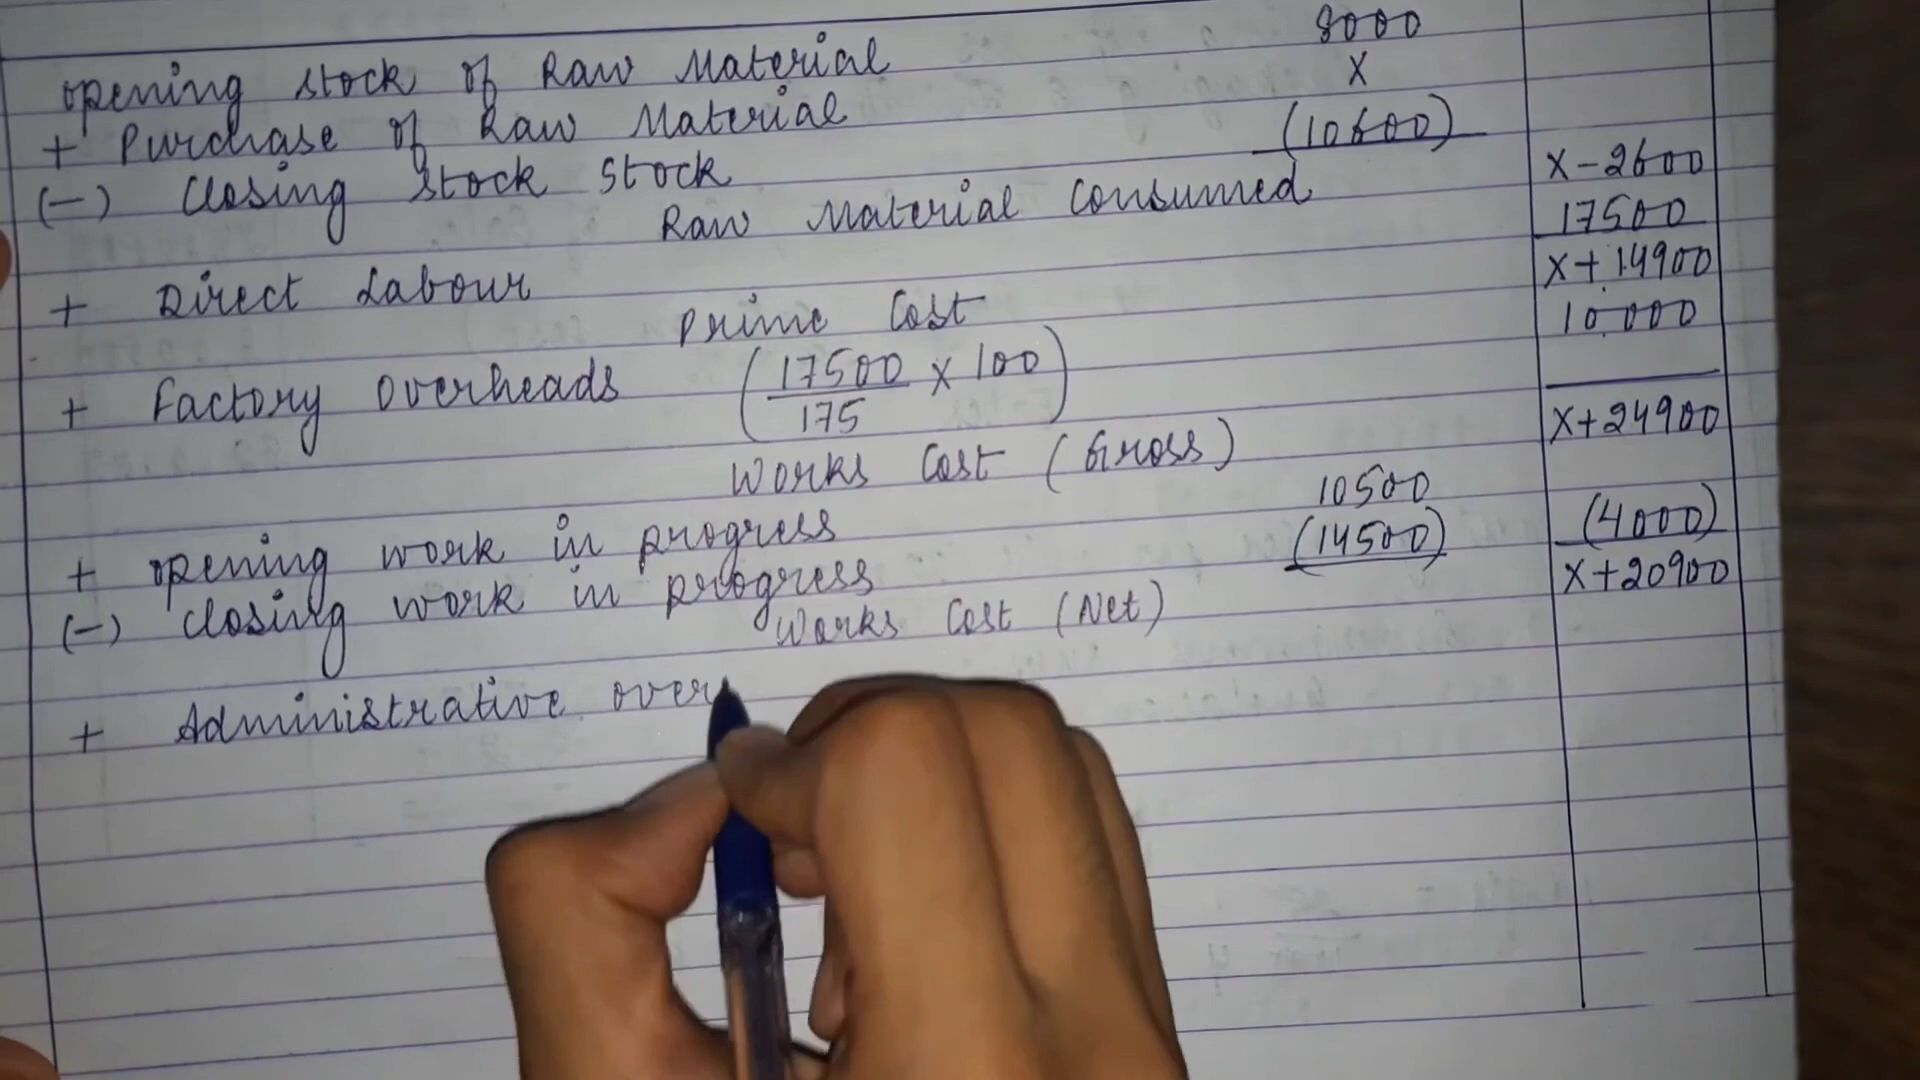 opening stock of Raw Material 8000
+ Purchase of Raw Material X
(-) Closing Stock Stock (10600)
Raw Material Consumed X-2600
+ Direct Labour 17500
Prime Cost X+14900
+ Factory Overheads (17500/175 X 100) 10000
Works Cost (Gross) X+24900
+ opening work in progress 10500
(-) closing work in progress (14500) (4000)
Works Cost (Net) X+20900
+ Administrative over